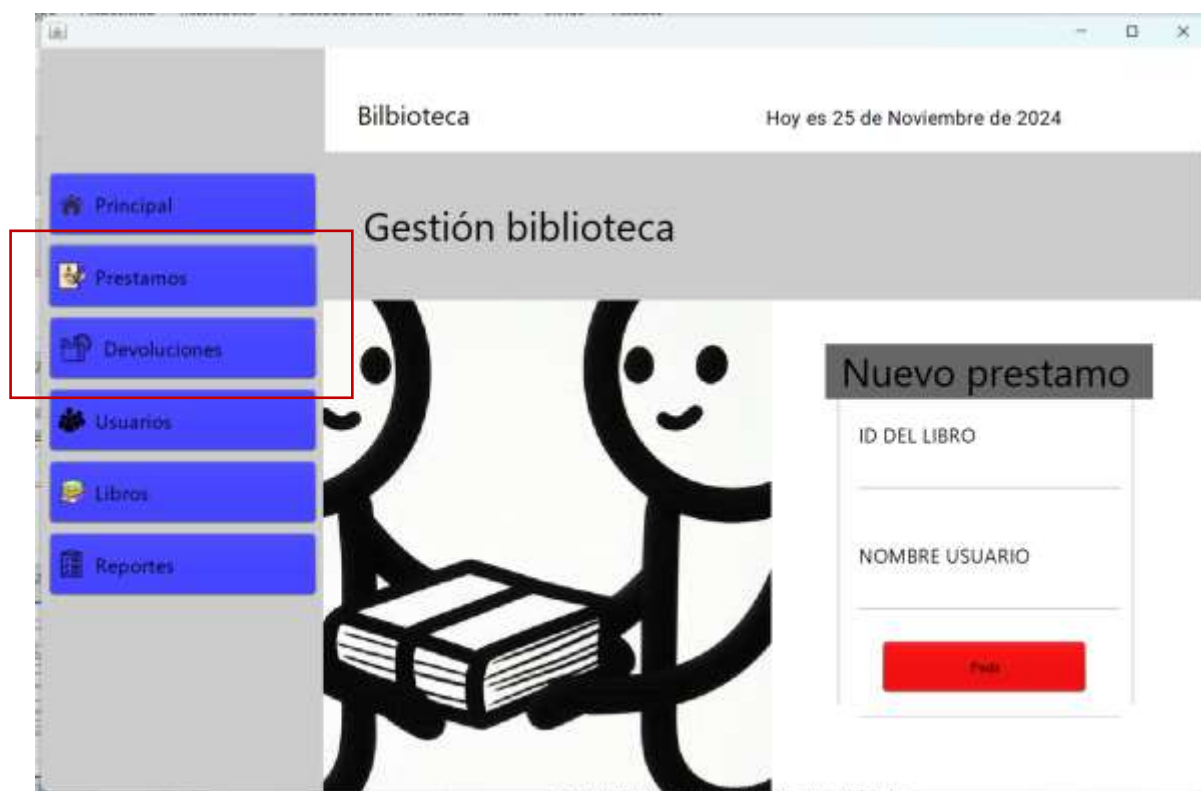 Bilbioteca
Hoy es 25 de Noviembre de 2024
Principal
Prestamos
Devoluciones
Usuarios
Libros
Reportes
Gestión biblioteca
Nuevo prestamo
ID DEL LIBRO
NOMBRE USUARIO